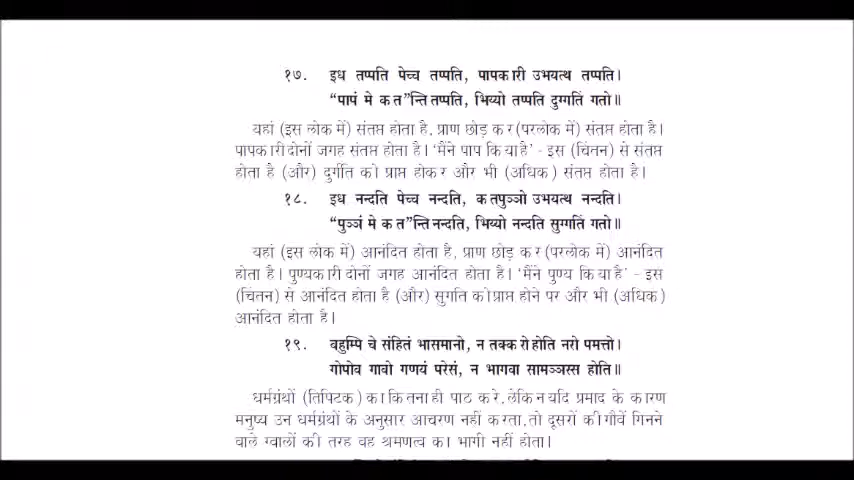 १७. इध तप्पति पेच्च तप्पति, पापकारी उभयत्थ तप्पति।
“पापं मे कत”न्ति तप्पति, भिय्यो तप्पति दुग्गतिं गतो॥
यहां (इस लोक में) संतप्त होता है, प्राण छोड़ कर (परलोक में) संतप्त होता है।
पापकारी दोनों जगह संतप्त होता है। ‘मैंने पाप किया है’ - इस (चिंतन) से संतप्त
होता है (और) दुर्गति को प्राप्त होकर और भी (अधिक) संतप्त होता है।
१८. इध नन्दति पेच्च नन्दति, कतपुञ्ञो उभयत्थ नन्दति।
“पुञ्ञं मे कत”न्ति नन्दति, भिय्यो नन्दति सुग्गतिं गतो॥
यहां (इस लोक में) आनंदित होता है, प्राण छोड़ कर (परलोक में) आनंदित
होता है। पुण्यकारी दोनों जगह आनंदित होता है। ‘मैंने पुण्य किया है’ - इस
(चिंतन) से आनंदित होता है (और) सुगति को प्राप्त होने पर और भी (अधिक)
आनंदित होता है।
१९. बहुम्पि चे संहितं भासमानो, न तक्करो होति नरो पमत्तो।
गोपोव गावो गणयं परेसं, न भागवा सामञ्ञस्स होति॥
धर्मग्रंथों (तिपिटक) का कितना ही पाठ करे, लेकिन यदि प्रमाद के कारण
मनुष्य उन धर्मग्रंथों के अनुसार आचरण नहीं करता, तो दूसरों की गौवें गिनने
वाले ग्वालों की तरह वह श्रमणत्व का भागी नहीं होता।